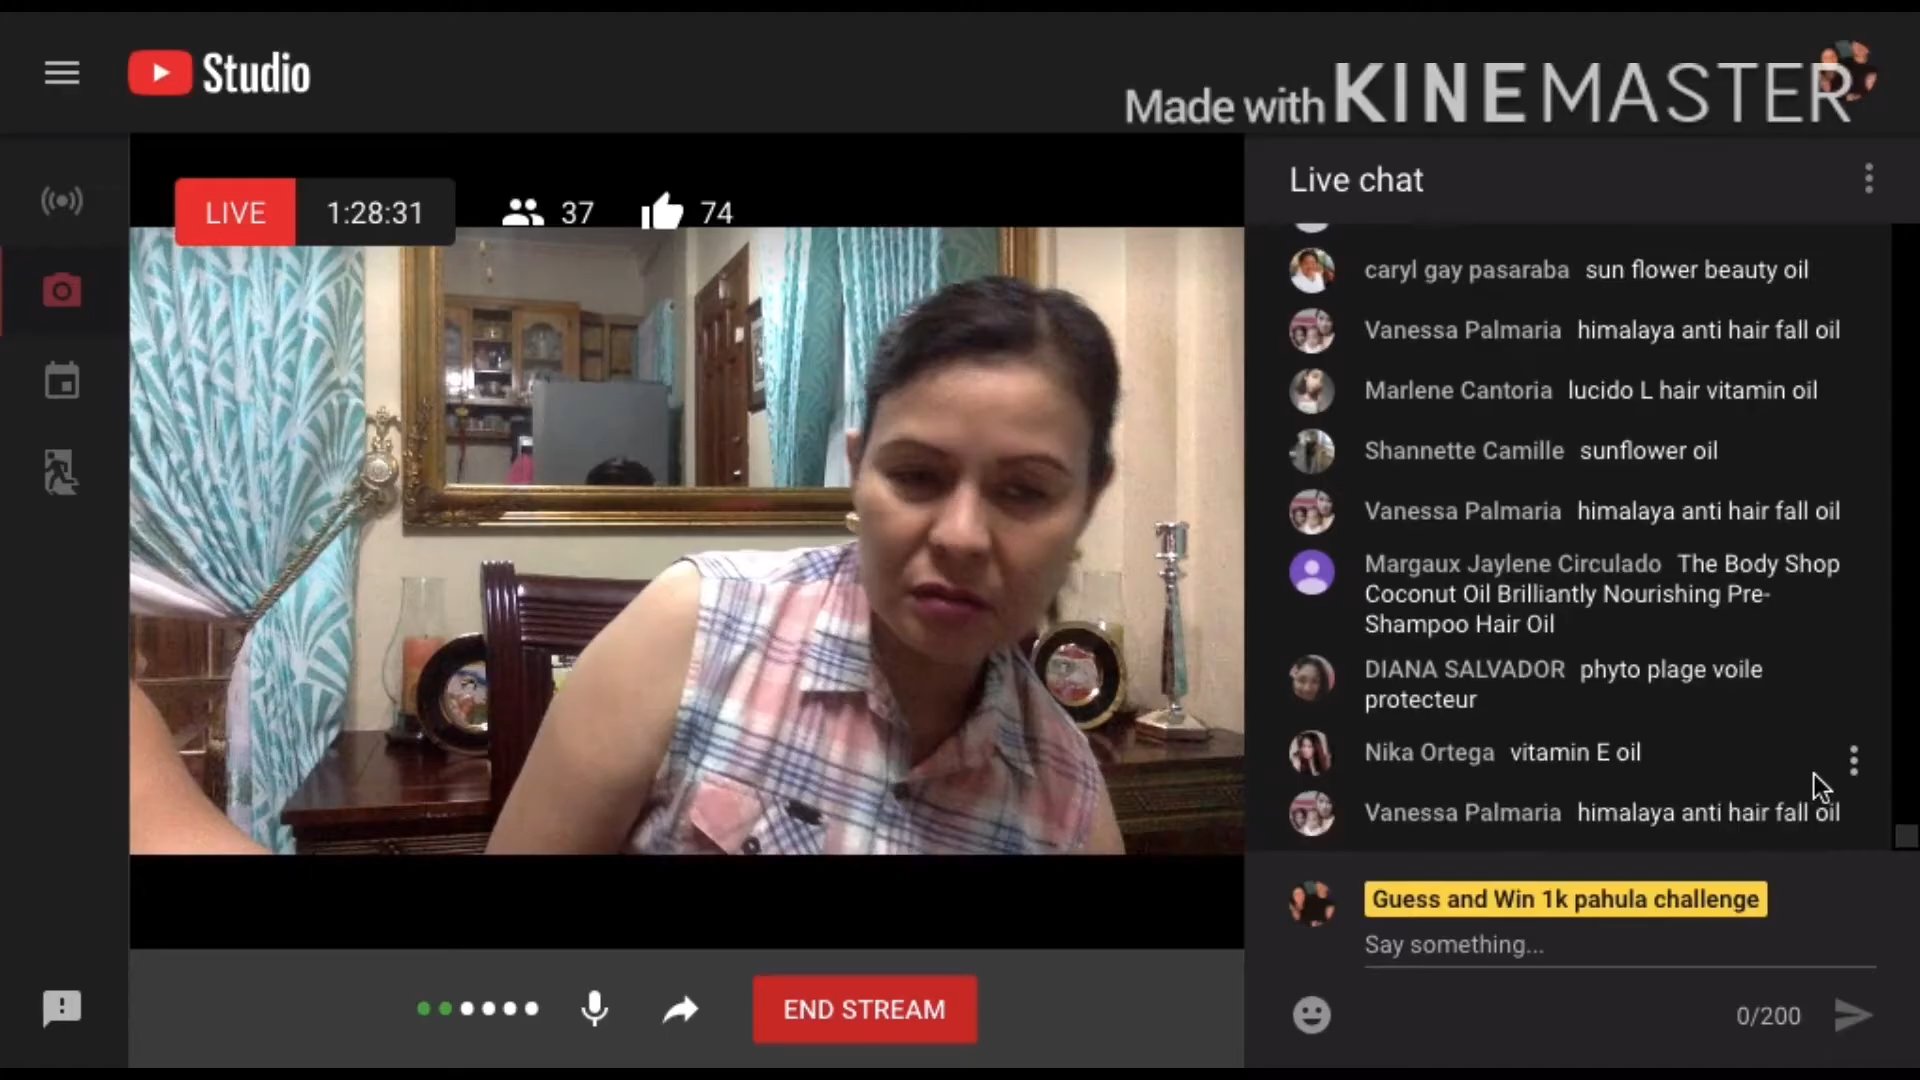 Studio
Made with KINEMASTER
LIVE 1:28:31 37 74
Live chat
caryl gay pasaraba sun flower beauty oil
Vanessa Palmaria himalaya anti hair fall oil
Marlene Cantoria lucido L hair vitamin oil
Shannette Camille sunflower oil
Vanessa Palmaria himalaya anti hair fall oil
Margaux Jaylene Circulado The Body Shop
Coconut Oil Brilliantly Nourishing Pre-
Shampoo Hair Oil
DIANA SALVADOR phyto plage voile
protecteur
Nika Ortega vitamin E oil
Vanessa Palmaria himalaya anti hair fall oil
Guess and Win 1k pahula challenge
Say something...
0/200
END STREAM